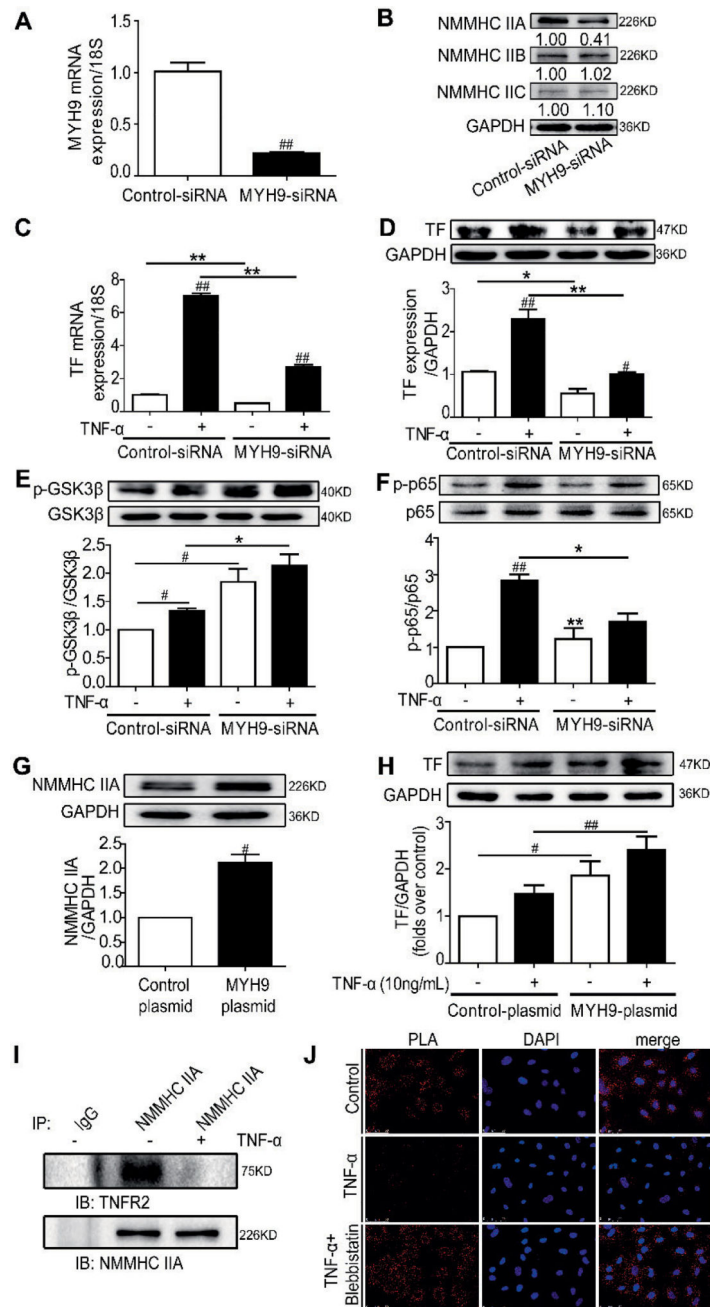 A
MYH9 mRNA
expression/18S
1.5
1.0
0.5
0.0
##
Control-siRNA
MYH9-siRNA
B
NMMHC IIA
226KD
1.00 0.41
NMMHC IIB
226KD
1.00 1.02
NMMHC IIC
226KD
1.00 1.10
GAPDH
36KD
Control-siRNA
MYH9-siRNA
C
TF mRNA
expression/18S
8
6
4
2
0
**
**
##
##
TNF-α - + - +
Control-siRNA MYH9-siRNA
D
TF
47KD
GAPDH
36KD
TF expression
/GAPDH
3
2
1
0
*
**
##
#
TNF-α - + - +
Control-siRNA MYH9-siRNA
E
p-GSK3β
40KD
GSK3β
40KD
p-GSK3β/GSK3β
2.5
2.0
1.5
1.0
0.5
0.0
*
#
#
TNF-α - + - +
Control-siRNA MYH9-siRNA
F
p-p65
65KD
p65
65KD
p-p65/p65
4
3
2
1
0
*
##
**
TNF-α - + - +
Control-siRNA MYH9-siRNA
G
NMMHC IIA
226KD
GAPDH
36KD
NMMHC IIA
/GAPDH
2.5
2.0
1.5
1.0
0.5
0.0
#
Control
plasmid
MYH9
plasmid
H
TF
47KD
GAPDH
36KD
TF/GAPDH
(folds over control)
3
2
1
0
##
#
TNF-α (10ng/mL) - + - +
Control-plasmid MYH9-plasmid
I
IP: IgG NMMHC IIA NMMHC IIA
- - + TNF-α
75KD
IB: TNFR2
226KD
IB: NMMHC IIA
J
PLA DAPI merge
Control
TNF-α
TNF-α+
Blebbistatin